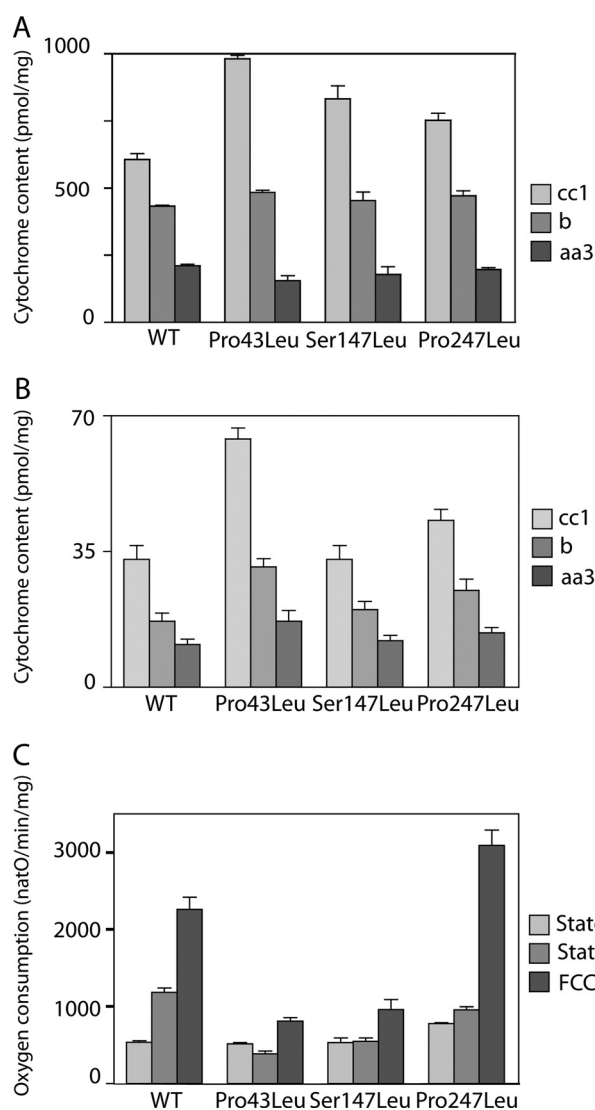 A
Cytochrome content (pmol/mg)
1000
500
0
WT
Pro43Leu
Ser147Leu
Pro247Leu
cc1
b
aa3
B
Cytochrome content (pmol/mg)
70
35
0
WT
Pro43Leu
Ser147Leu
Pro247Leu
cc1
b
aa3
C
Oxygen consumption (natO/min/mg)
3000
2000
1000
0
WT
Pro43Leu
Ser147Leu
Pro247Leu
Stat
Stat
FCC